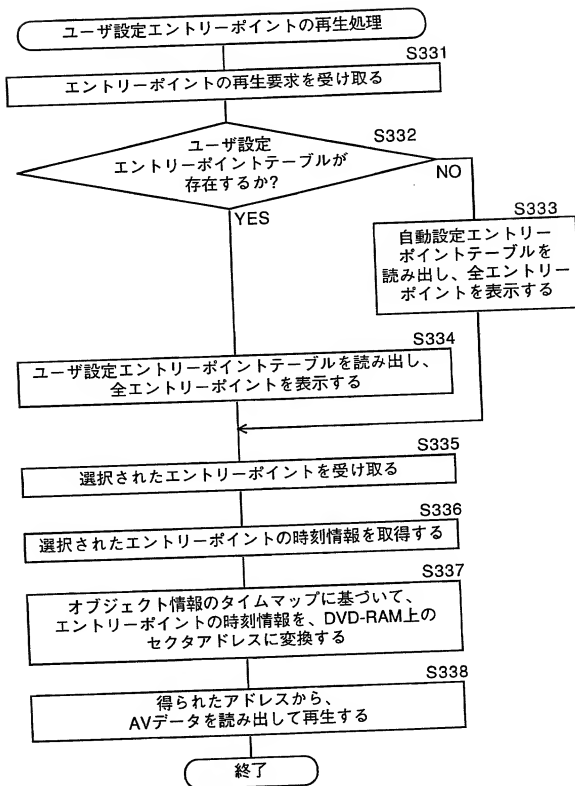 ユーザ設定エントリーポイントの再生処理
S331
エントリーポイントの再生要求を受け取る
S332
ユーザ設定
エントリーポイントテーブルが
存在するか?
NO
YES
S333
自動設定エントリー
ポイントテーブルを
読み出し、全エントリー
ポイントを表示する
S334
ユーザ設定エントリーポイントテーブルを読み出し、
全エントリーポイントを表示する
S335
選択されたエントリーポイントを受け取る
S336
選択されたエントリーポイントの時刻情報を取得する
S337
オブジェクト情報のタイムマップに基づいて、
エントリーポイントの時刻情報を、DVD-RAM上の
セクタアドレスに変換する
S338
得られたアドレスから、
AVデータを読み出して再生する
終了